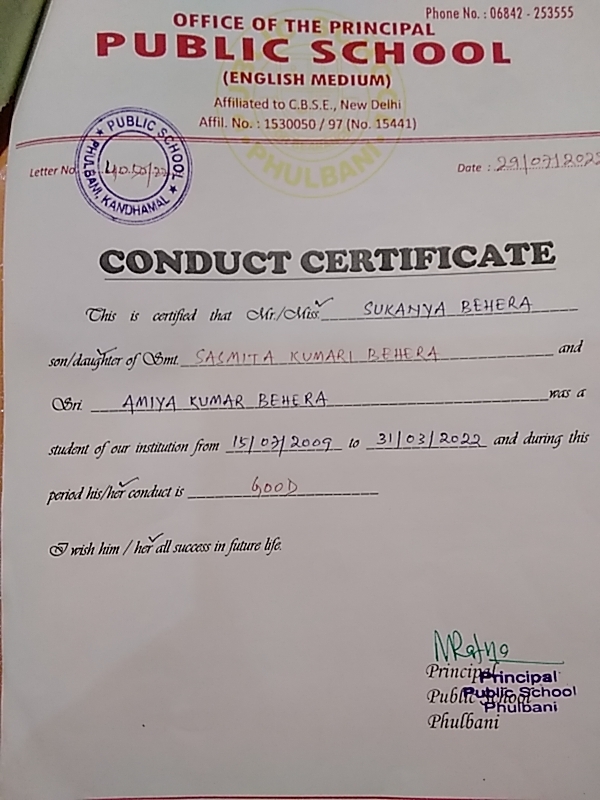 Phone No. : 06842 - 253555
OFFICE OF THE PRINCIPAL
PUBLIC SCHOOL
(ENGLISH MEDIUM)
Affiliated to C.B.S.E., New Delhi
Affil. No. : 1530050 / 97 (No. 15441)
PHULBANI
Letter No.
Date : 29/07/2022
PUBLIC SCHOOL
PHULBANI, KANDHAMAL
CONDUCT CERTIFICATE
This is certified that Mr./Miss. SUKANYA BEHERA
son/daughter of Smt. SASMITA KUMARI BEHERA and
Sri. AMIYA KUMAR BEHERA was a
student of our institution from 15/07/2009 to 31/03/2022 and during this
period his/her conduct is GOOD
I wish him / her all success in future life.
NRatna
Principal
Public School
Phulbani
Principal
Public School
Phulbani